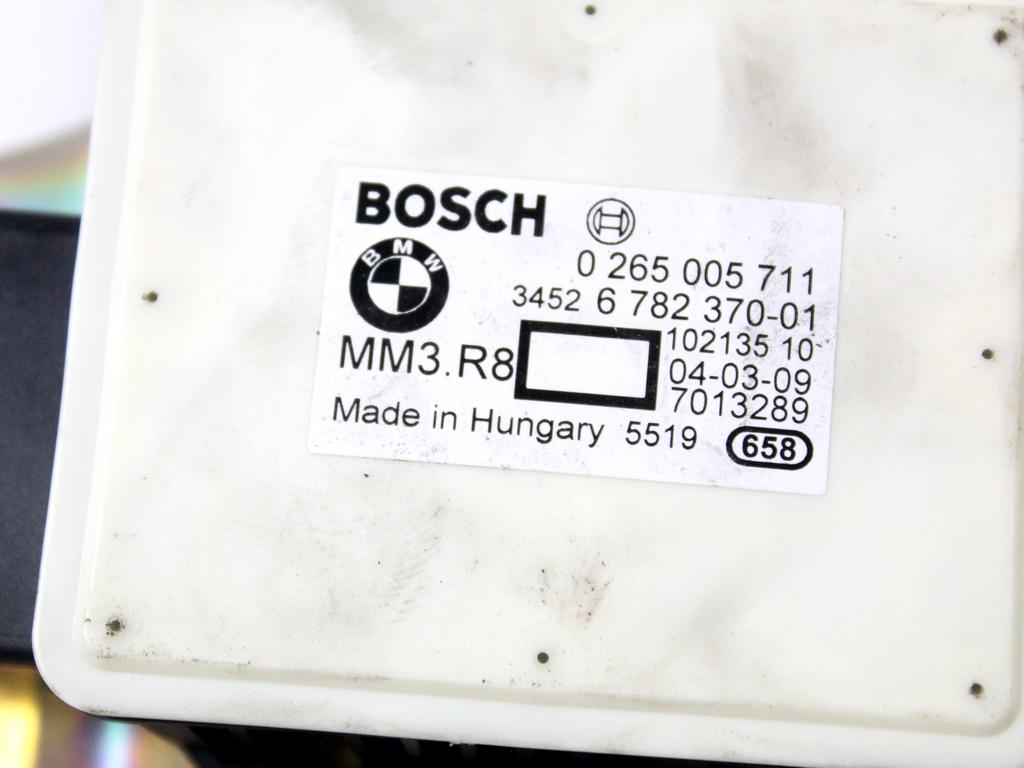 BOSCH
BMW
0 265 005 711
3452 6 782 370-01
102135 10
MM3.R8
04-03-09
7013289
Made in Hungary 5519
658